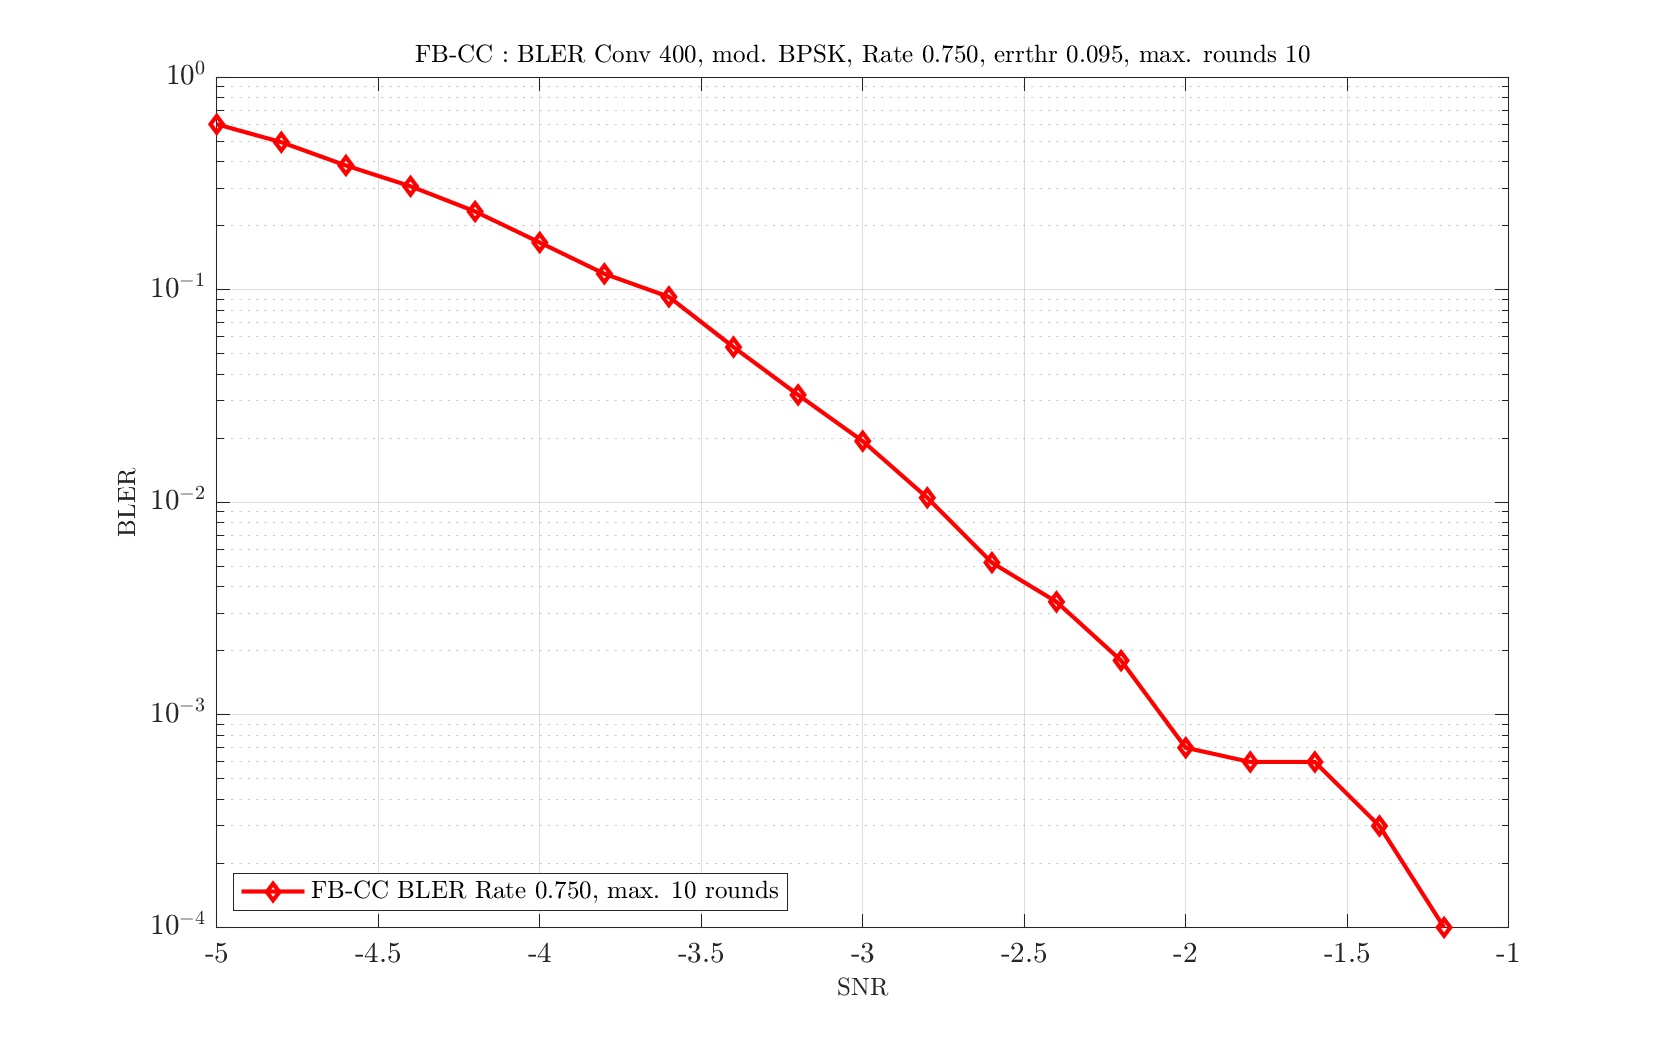 FB-CC : BLER Conv 400, mod. BPSK, Rate 0.750, errthr 0.095, max. rounds 10
10^0
10^-1
10^-2
10^-3
10^-4
BLER
FB-CC BLER Rate 0.750, max. 10 rounds
-5 -4.5 -4 -3.5 -3 -2.5 -2 -1.5 -1
SNR